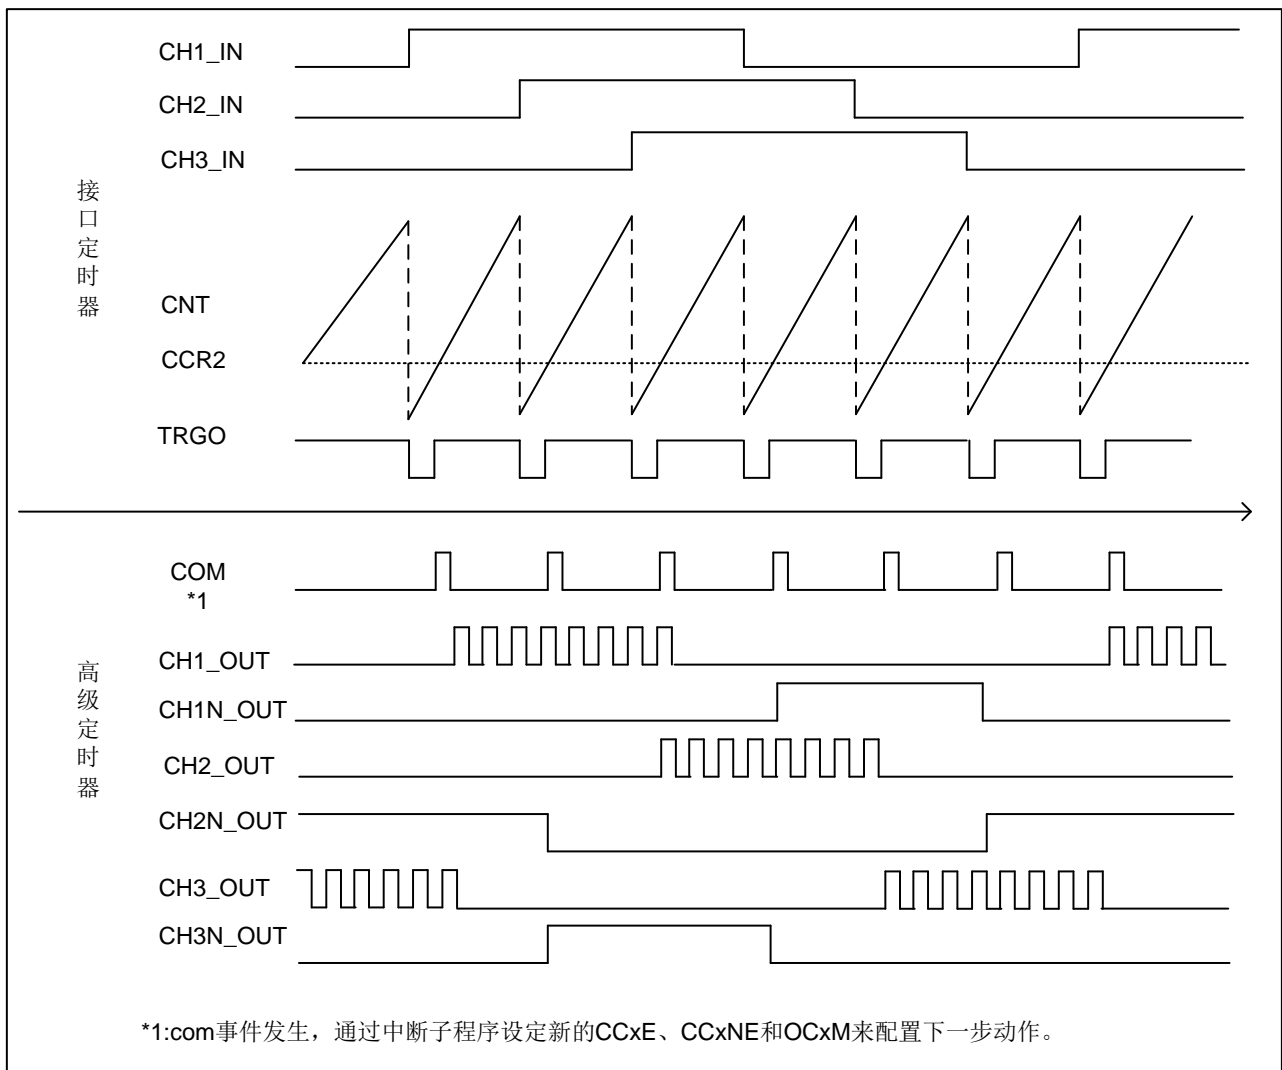 CH1_IN
CH2_IN
CH3_IN
接口定时器
CNT
CCR2
TRGO
COM
*1
CH1_OUT
高级定时器
CH1N_OUT
CH2_OUT
CH2N_OUT
CH3_OUT
CH3N_OUT
*1:com事件发生，通过中断子程序设定新的CCxE、CCxNE和OCxM来配置下一步动作。